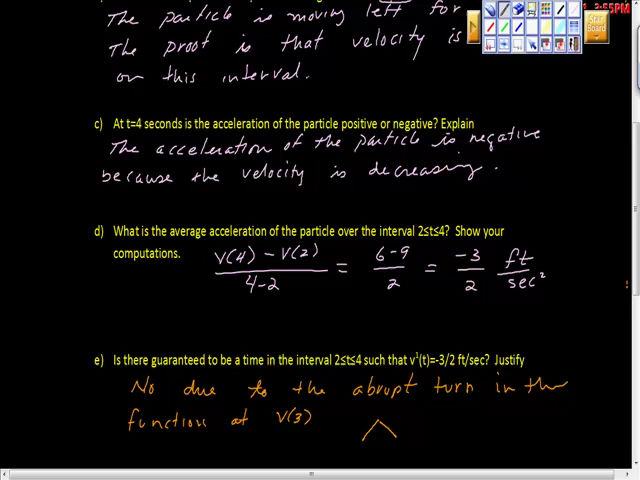 The particle is moving left for
The proof is that velocity is
on this interval.
3:55PM
Start
Board
c) At t=4 seconds is the acceleration of the particle positive or negative? Explain
The acceleration of the particle is negative
because the velocity is decreasing.
d) What is the average acceleration of the particle over the interval 2≤t≤4? Show your
computations.
V(4) - V(2) / 4-2 = 6-9 / 2 = -3 / 2 ft / sec²
e) Is there guaranteed to be a time in the interval 2≤t≤4 such that v¹(t)=-3/2 ft/sec? Justify
No due to the abrupt turn in the
function at V(3)